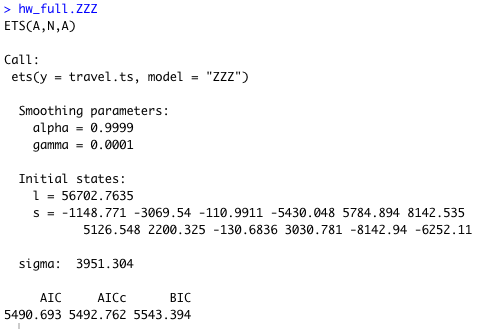 > hw_full.ZZZ
ETS(A,N,A)
Call:
ets(y = travel.ts, model = "ZZZ")
Smoothing parameters:
alpha = 0.9999
gamma = 0.0001
Initial states:
l = 56702.7635
s = -1148.771 -3069.54 -110.9911 -5430.048 5784.894 8142.535
5126.548 2200.325 -130.6836 3030.781 -8142.94 -6252.11
sigma: 3951.304
AIC AICc BIC
5490.693 5492.762 5543.394